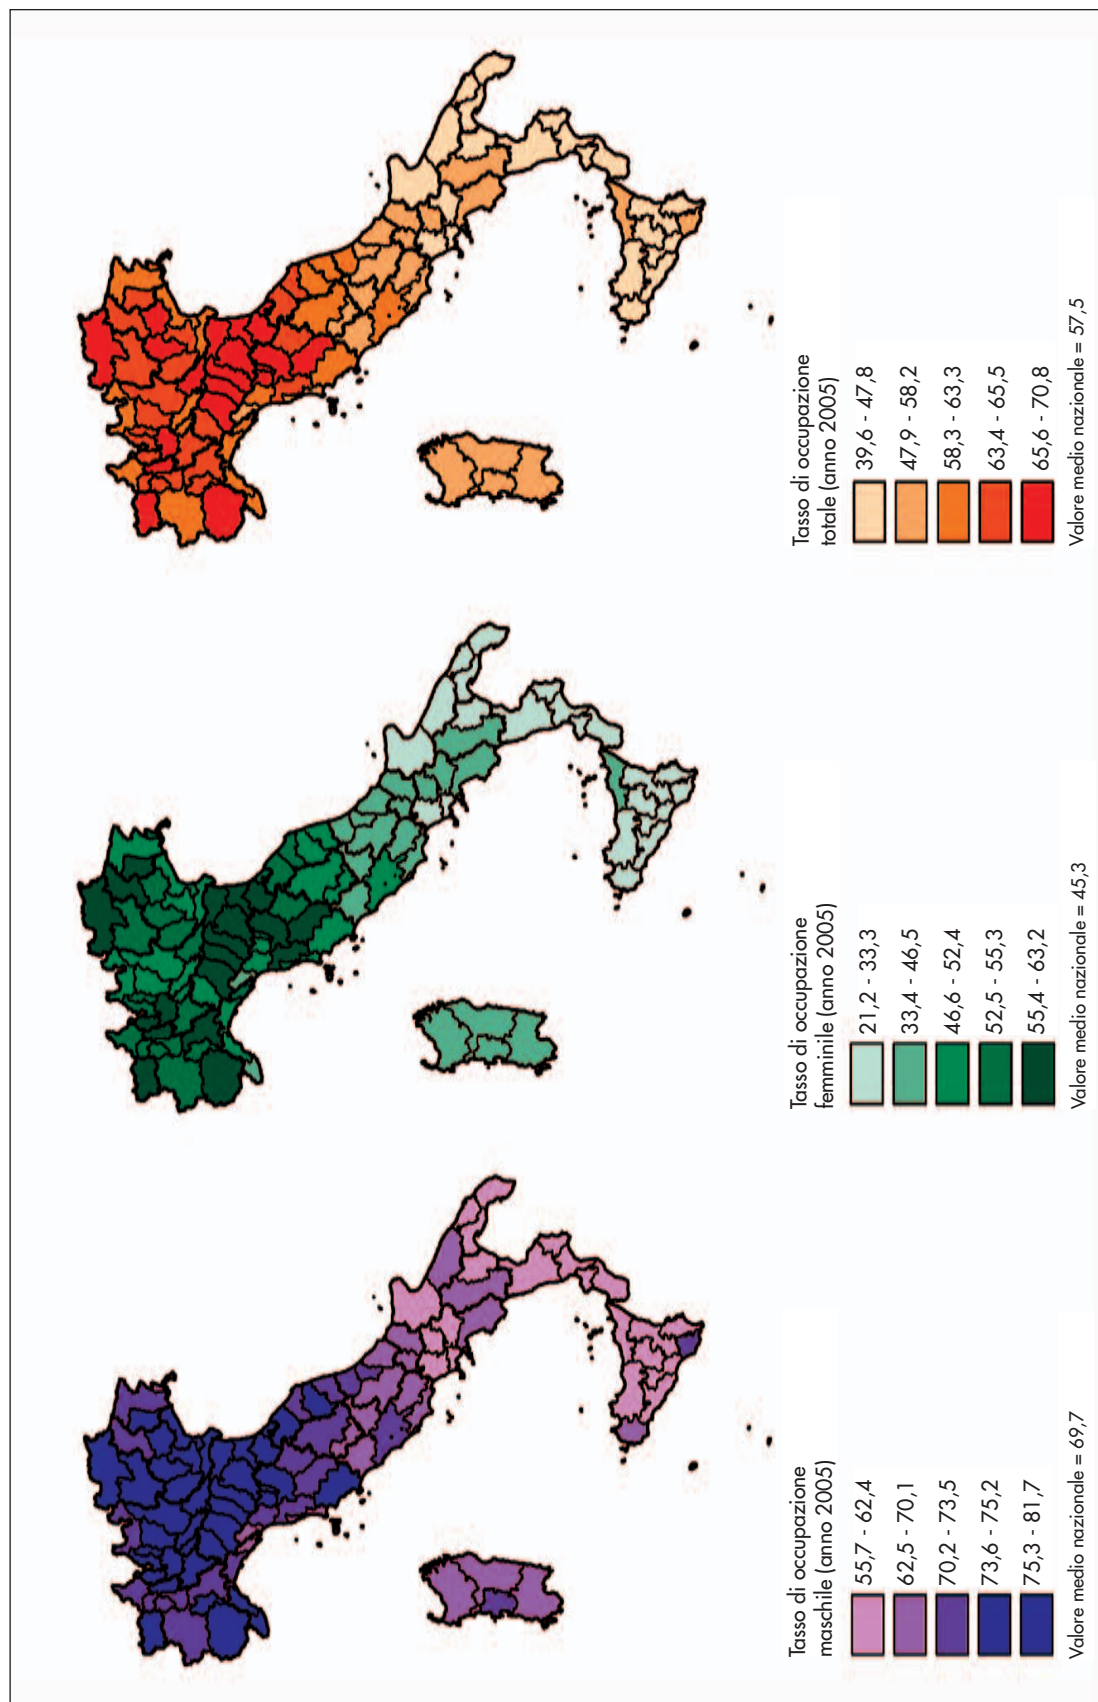 Tasso di occupazione
maschile (anno 2005)
55,7 - 62,4
62,5 - 70,1
70,2 - 73,5
73,6 - 75,2
75,3 - 81,7
Valore medio nazionale = 69,7
Tasso di occupazione
femminile (anno 2005)
21,2 - 33,3
33,4 - 46,5
46,6 - 52,4
52,5 - 55,3
55,4 - 63,2
Valore medio nazionale = 45,3
Tasso di occupazione
totale (anno 2005)
39,6 - 47,8
47,9 - 58,2
58,3 - 63,3
63,4 - 65,5
65,6 - 70,8
Valore medio nazionale = 57,5